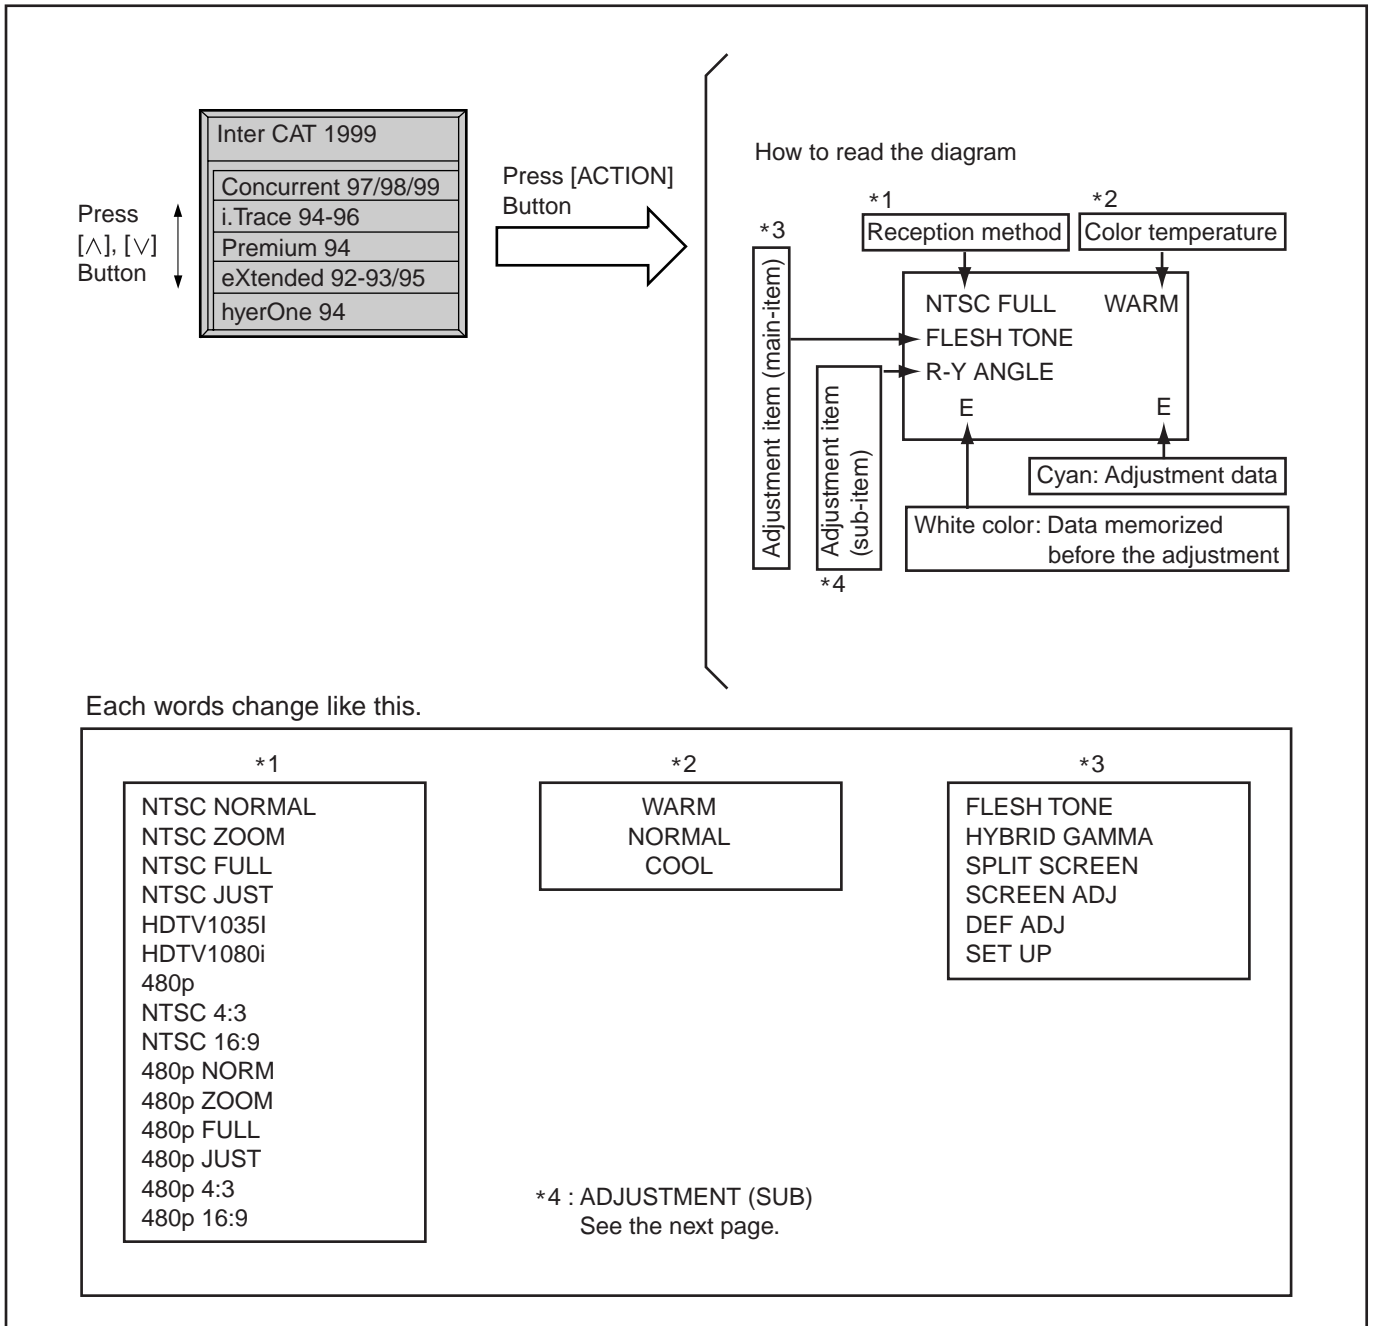 Inter CAT 1999
Concurrent 97/98/99
i.Trace 94-96
Premium 94
eXtended 92-93/95
hyerOne 94
Press
[∧], [∨]
Button
Press [ACTION]
Button
How to read the diagram
*1
*2
*3
Reception method
Color temperature
NTSC FULL WARM
FLESH TONE
R-Y ANGLE
E E
Adjustment item (main-item)
Adjustment item
(sub-item)
*4
Cyan: Adjustment data
White color: Data memorized
before the adjustment
Each words change like this.
*1
NTSC NORMAL
NTSC ZOOM
NTSC FULL
NTSC JUST
HDTV1035I
HDTV1080i
480p
NTSC 4:3
NTSC 16:9
480p NORM
480p ZOOM
480p FULL
480p JUST
480p 4:3
480p 16:9
*2
WARM
NORMAL
COOL
*3
FLESH TONE
HYBRID GAMMA
SPLIT SCREEN
SCREEN ADJ
DEF ADJ
SET UP
*4 : ADJUSTMENT (SUB)
See the next page.